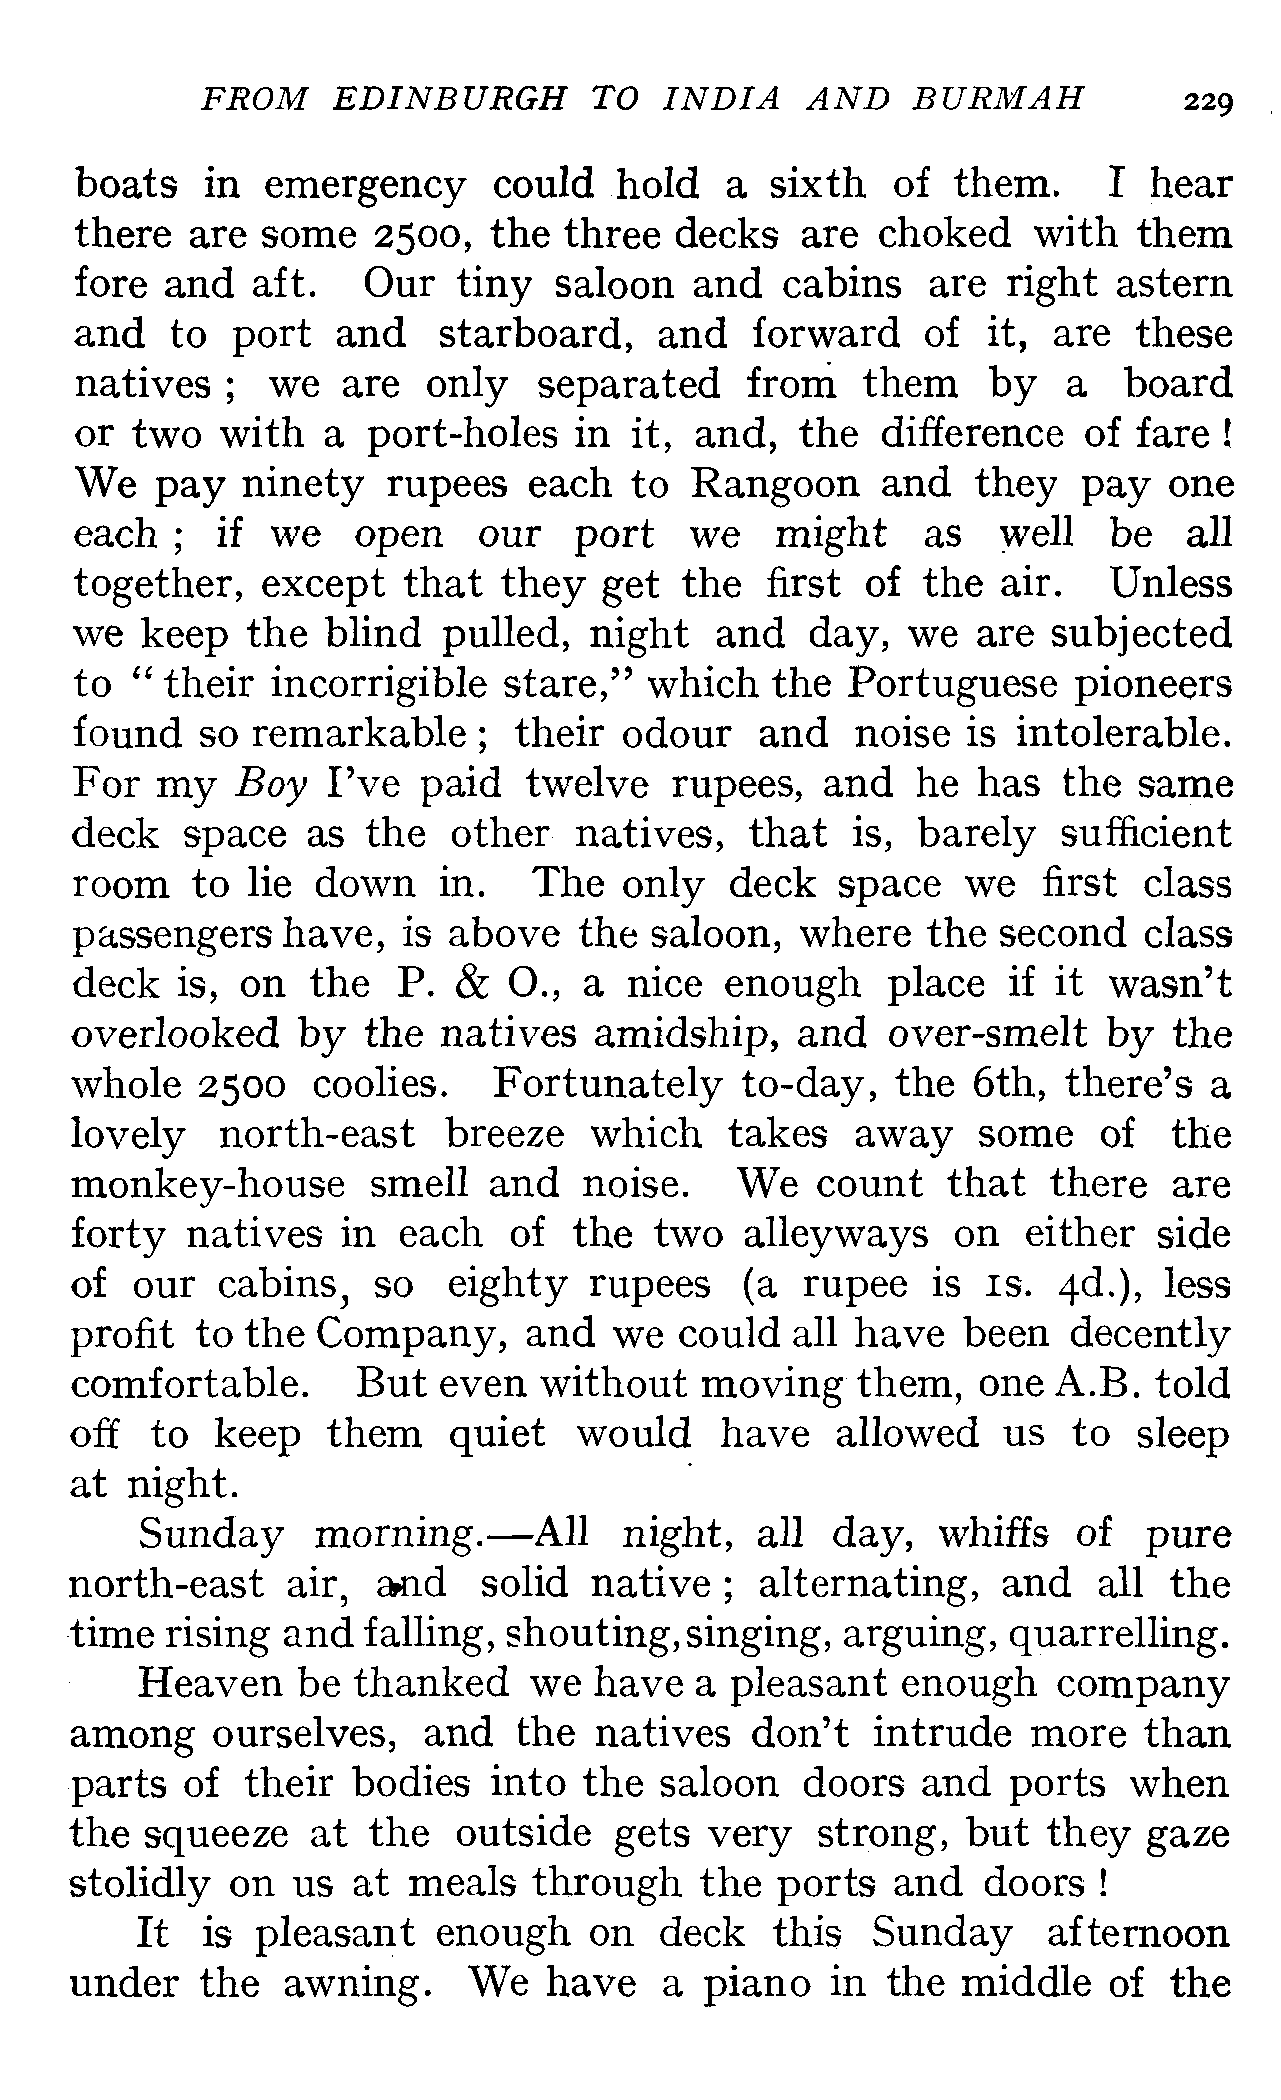 FROM EDINBURGH TO INDIA AND BURMAH 229
boats in emergency could hold a sixth of them. I hear
there are some 2500, the three decks are choked with them
fore and aft. Our tiny saloon and cabins are right astern
and to port and starboard, and forward of it, are these
natives ; we are only separated from them by a board
or two with a port-holes in it, and, the difference of fare !
We pay ninety rupees each to Rangoon and they pay one
each ; if we open our port we might as well be all
together, except that they get the first of the air. Unless
we keep the blind pulled, night and day, we are subjected
to “ their incorrigible stare,” which the Portuguese pioneers
found so remarkable ; their odour and noise is intolerable.
For my Boy I’ve paid twelve rupees, and he has the same
deck space as the other natives, that is, barely sufficient
room to lie down in. The only deck space we first class
passengers have, is above the saloon, where the second class
deck is, on the P. & O., a nice enough place if it wasn’t
overlooked by the natives amidship, and over-smelt by the
whole 2500 coolies. Fortunately to-day, the 6th, there’s a
lovely north-east breeze which takes away some of the
monkey-house smell and noise. We count that there are
forty natives in each of the two alleyways on either side
of our cabins, so eighty rupees (a rupee is 1s. 4d.), less
profit to the Company, and we could all have been decently
comfortable. But even without moving them, one A.B. told
off to keep them quiet would have allowed us to sleep
at night.
Sunday morning.—All night, all day, whiffs of pure
north-east air, and solid native ; alternating, and all the
time rising and falling, shouting, singing, arguing, quarrelling.
Heaven be thanked we have a pleasant enough company
among ourselves, and the natives don’t intrude more than
parts of their bodies into the saloon doors and ports when
the squeeze at the outside gets very strong, but they gaze
stolidly on us at meals through the ports and doors !
It is pleasant enough on deck this Sunday afternoon
under the awning. We have a piano in the middle of the